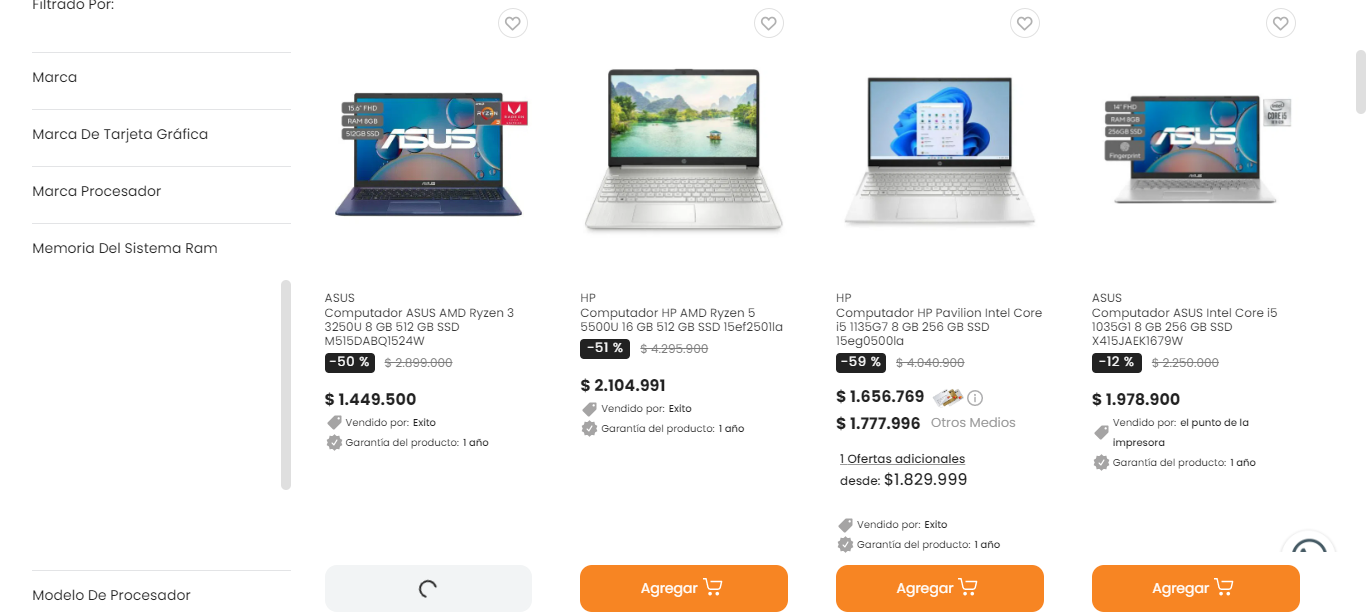 Filtrado Por:
Marca
Marca De Tarjeta Gráfica
Marca Procesador
Memoria Del Sistema Ram
Modelo De Procesador
15.6" FHD
RAM 8GB
512GB SSD
RYZEN
3
ASUS
ASUS
Computador ASUS AMD Ryzen 3
3250U 8 GB 512 GB SSD
M515DABQ1524W
-50 % $ 2.899.000
$ 1.449.500
Vendido por: Exito
Garantía del producto: 1 año
HP
Computador HP AMD Ryzen 5
5500U 16 GB 512 GB SSD 15ef2501la
-51 % $ 4.295.900
$ 2.104.991
Vendido por: Exito
Garantía del producto: 1 año
Agregar
HP
Computador HP Pavilion Intel Core
i5 1135G7 8 GB 256 GB SSD
15eg0500la
-59 % $ 4.040.900
$ 1.656.769
$ 1.777.996 Otros Medios
1 Ofertas adicionales
desde: $1.829.999
Vendido por: Exito
Garantía del producto: 1 año
Agregar
14" FHD
RAM 8GB
256GB SSD
Fingerprint
ASUS
intel
CORE i5
ASUS
Computador ASUS Intel Core i5
1035G1 8 GB 256 GB SSD
X415JAEK1679W
-12 % $ 2.250.000
$ 1.978.900
Vendido por: el punto de la
impresora
Garantía del producto: 1 año
Agregar